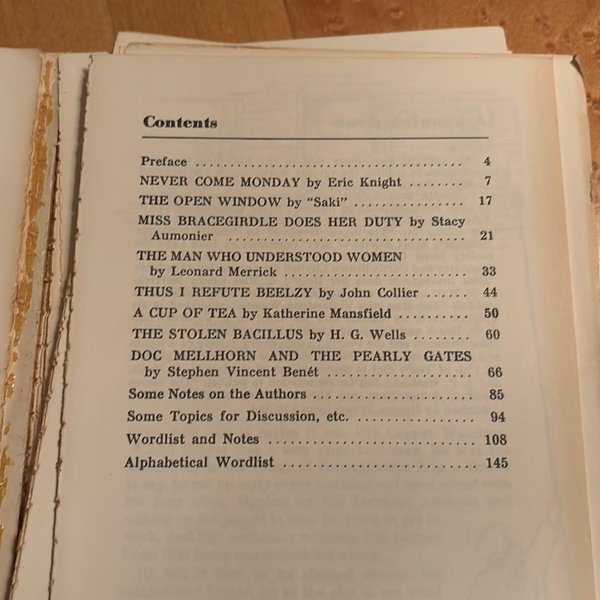 Contents
Preface ....................................... 4
NEVER COME MONDAY by Eric Knight ........ 7
THE OPEN WINDOW by "Saki" ................ 17
MISS BRACEGIRDLE DOES HER DUTY by Stacy
Aumonier .................................. 21
THE MAN WHO UNDERSTOOD WOMEN
by Leonard Merrick ........................... 33
THUS I REFUTE BEELZY by John Collier ...... 44
A CUP OF TEA by Katherine Mansfield .......... 50
THE STOLEN BACILLUS by H. G. Wells ........ 60
DOC MELLHORN AND THE PEARLY GATES
by Stephen Vincent Benét ..................... 66
Some Notes on the Authors ....................... 85
Some Topics for Discussion, etc. ................. 94
Wordlist and Notes .............................. 108
Alphabetical Wordlist ............................ 145